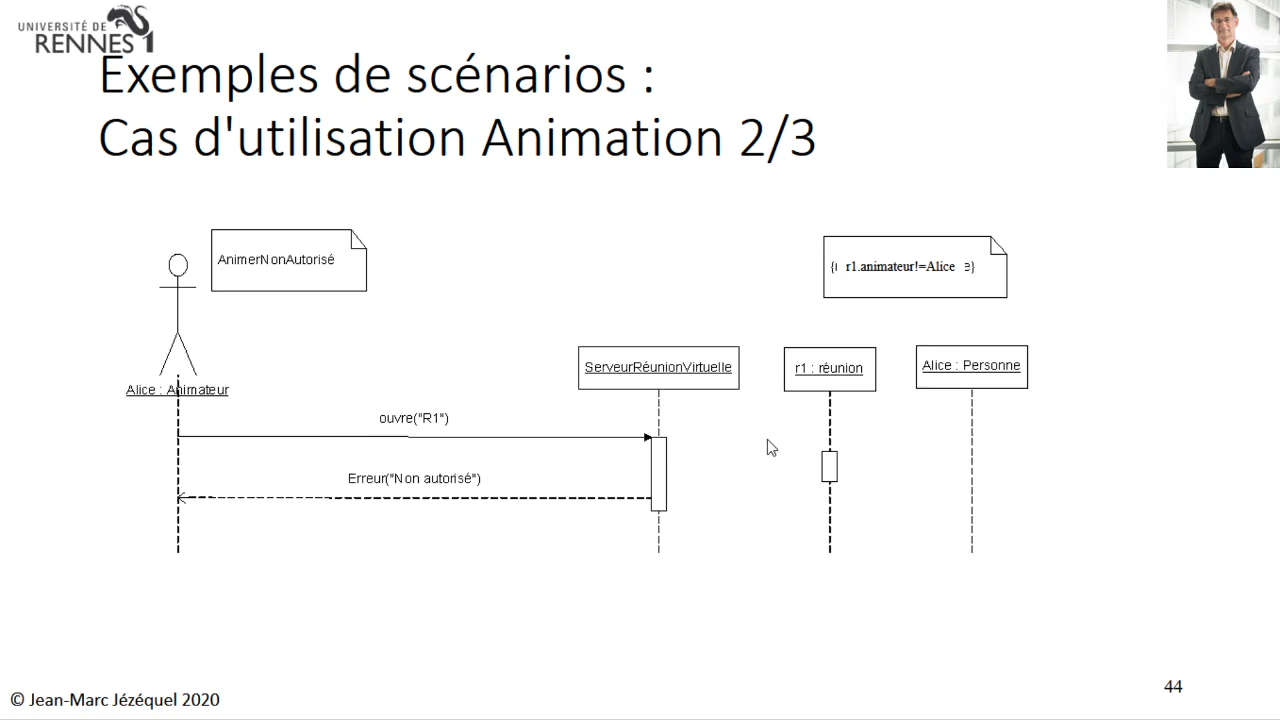 UNIVERSITÉ DE
RENNES 1
Exemples de scénarios :
Cas d'utilisation Animation 2/3
AnimerNonAutorisé
r1.animateur!=Alice
ServeurRéunionVirtuelle
r1 : réunion
Alice : Personne
Alice : Animateur
ouvre("R1")
Erreur("Non autorisé")
© Jean-Marc Jézéquel 2020
44